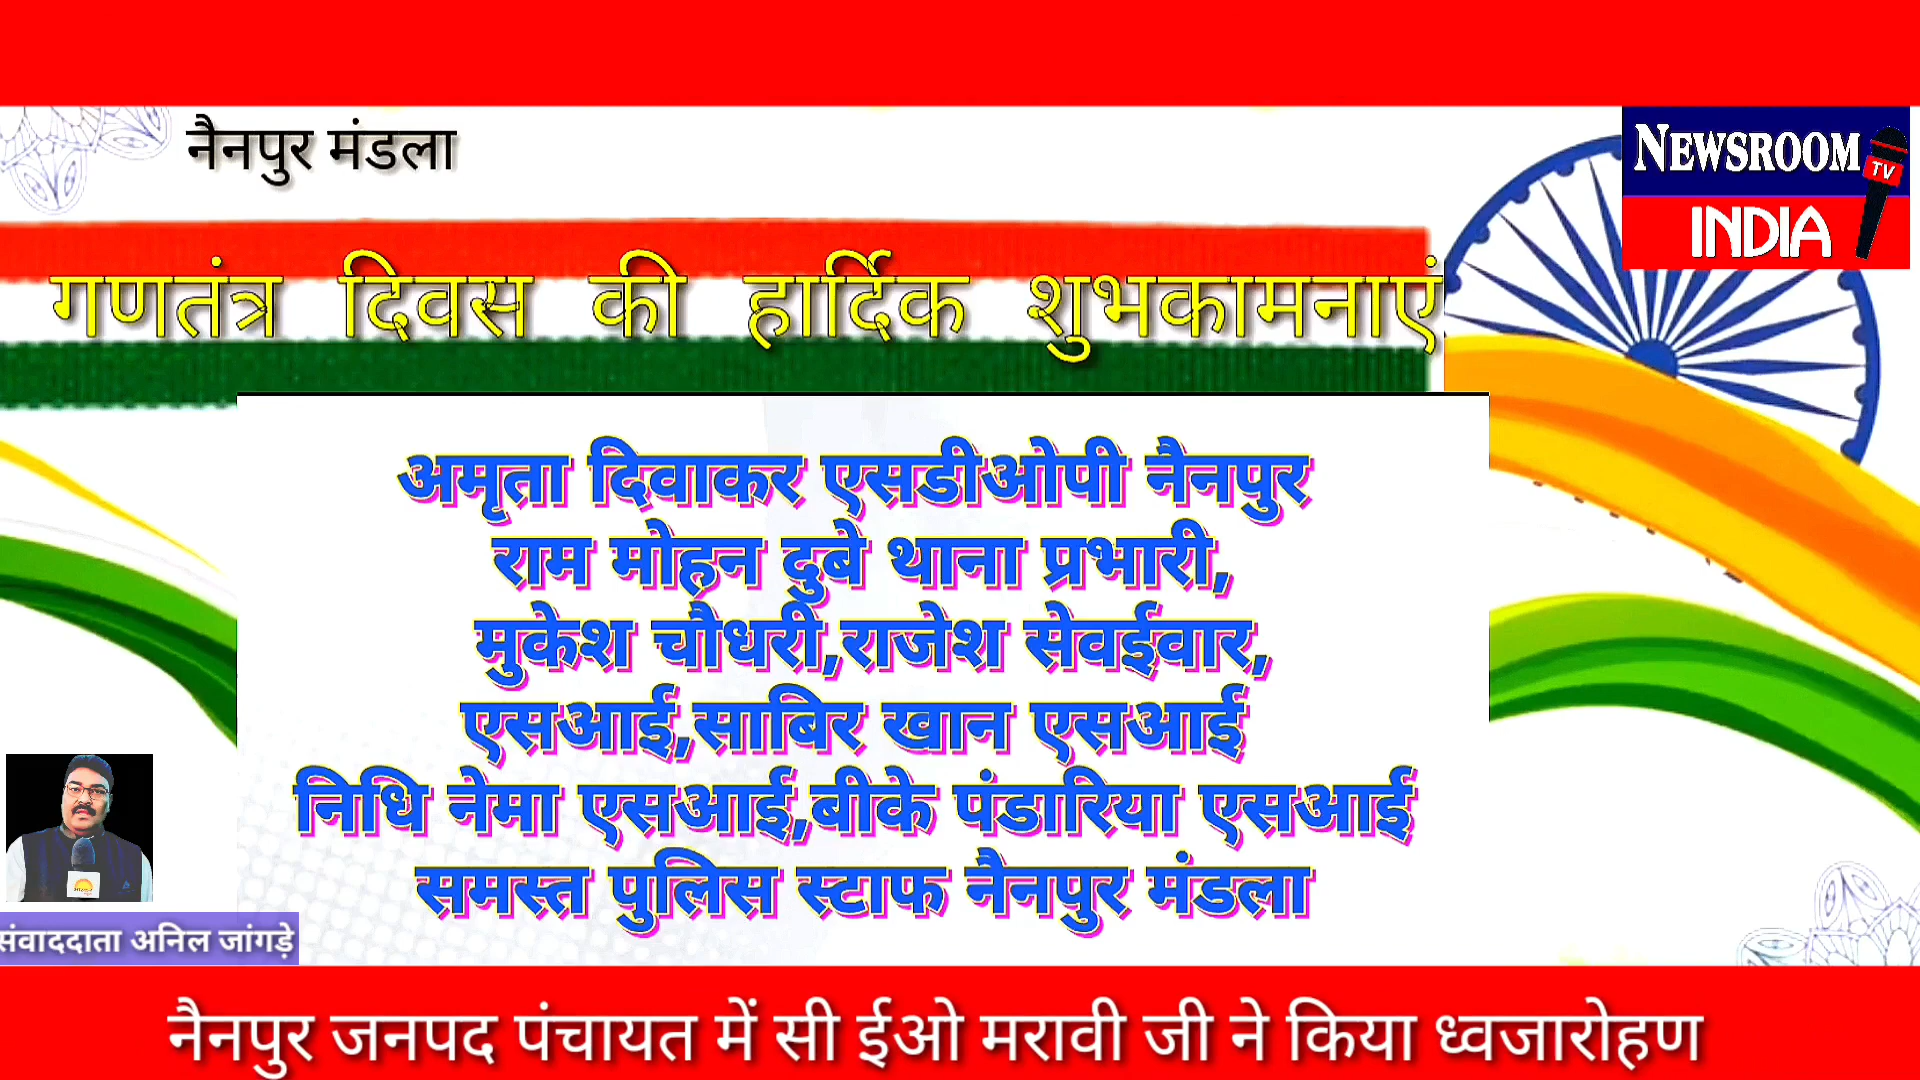 नैनपुर मंडला
NEWSROOM
TV
INDIA
गणतंत्र दिवस की हार्दिक शुभकामनाएं
अमृता दिवाकर एसडीओपी नैनपुर
राम मोहन दुबे थाना प्रभारी,
मुकेश चौधरी,राजेश सेवईवार,
एसआई,साबिर खान एसआई
निधि नेमा एसआई,बीके पंडारिया एसआई
समस्त पुलिस स्टाफ नैनपुर मंडला
संवाददाता अनिल जांगड़े
नैनपुर जनपद पंचायत में सी ईओ मरावी जी ने किया ध्वजारोहण